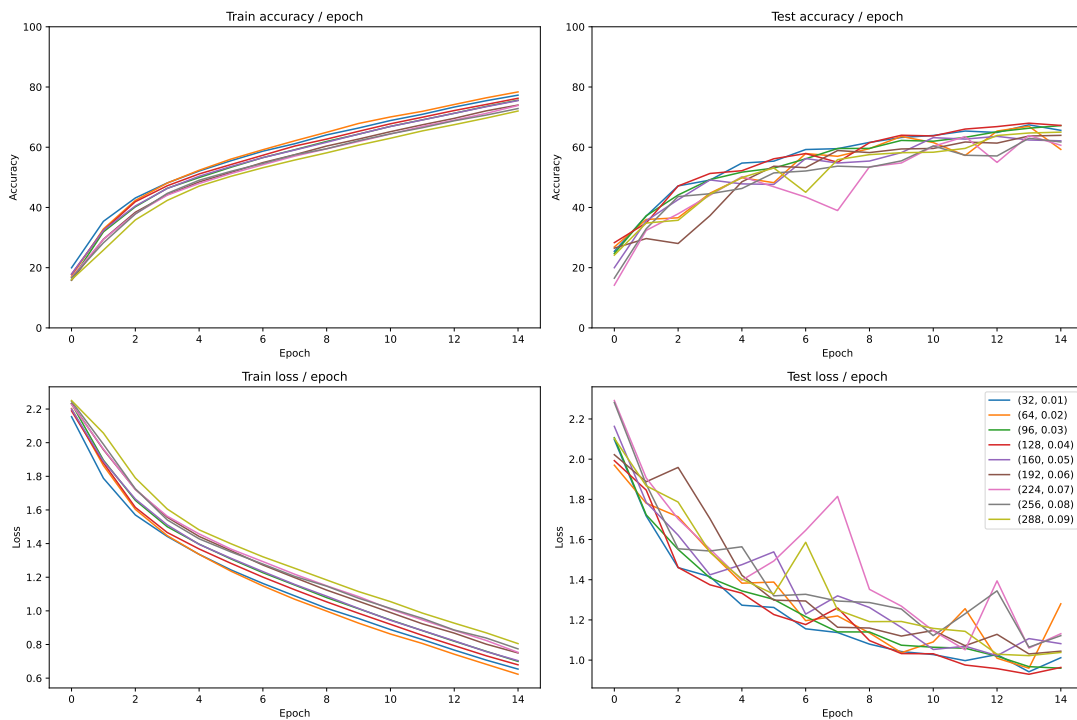 Train accuracy / epoch
Accuracy
100
80
60
40
20
0
0 2 4 6 8 10 12 14
Epoch
Test accuracy / epoch
Accuracy
100
80
60
40
20
0
0 2 4 6 8 10 12 14
Epoch
Train loss / epoch
Loss
2.2
2.0
1.8
1.6
1.4
1.2
1.0
0.8
0.6
0 2 4 6 8 10 12 14
Epoch
Test loss / epoch
Loss
2.2
2.0
1.8
1.6
1.4
1.2
1.0
0 2 4 6 8 10 12 14
Epoch
(32, 0.01)
(64, 0.02)
(96, 0.03)
(128, 0.04)
(160, 0.05)
(192, 0.06)
(224, 0.07)
(256, 0.08)
(288, 0.09)